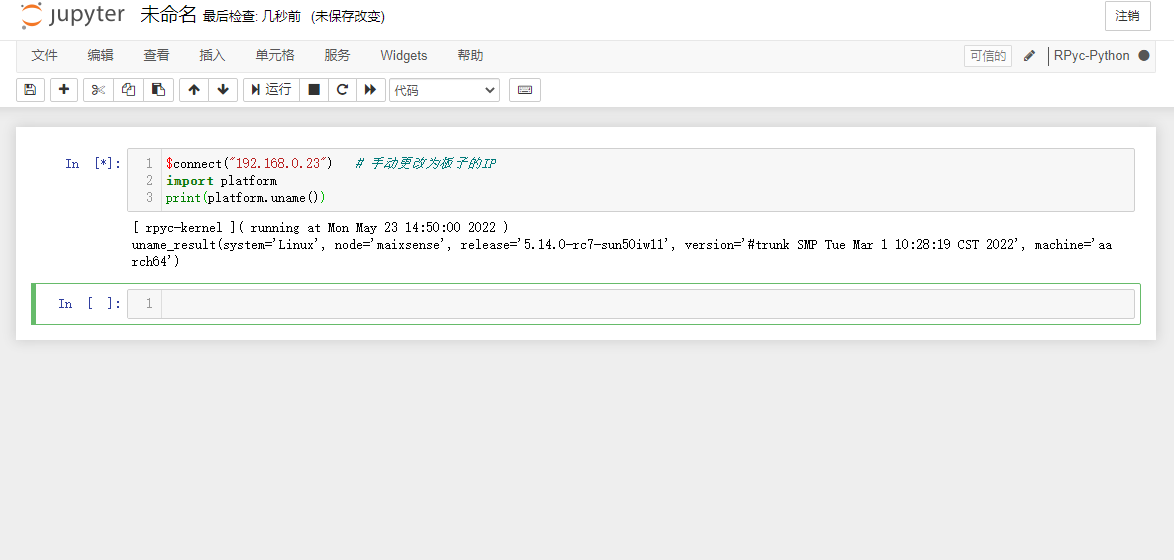 jupyter 未命名 最后检查: 几秒前 (未保存改变) 注销
文件 编辑 查看 插入 单元格 服务 Widgets 帮助 可信的 RPyc-Python
运行 代码
In [*]: 1 $connect("192.168.0.23") # 手动更改为板子的IP
2 import platform
3 print(platform.uname())
[ rpyc-kernel ]( running at Mon May 23 14:50:00 2022 )
uname_result(system='Linux', node='maixsense', release='5.14.0-rc7-sun50iw11', version='#trunk SMP Tue Mar 1 10:28:19 CST 2022', machine='aa
rch64')
In [ ]: 1